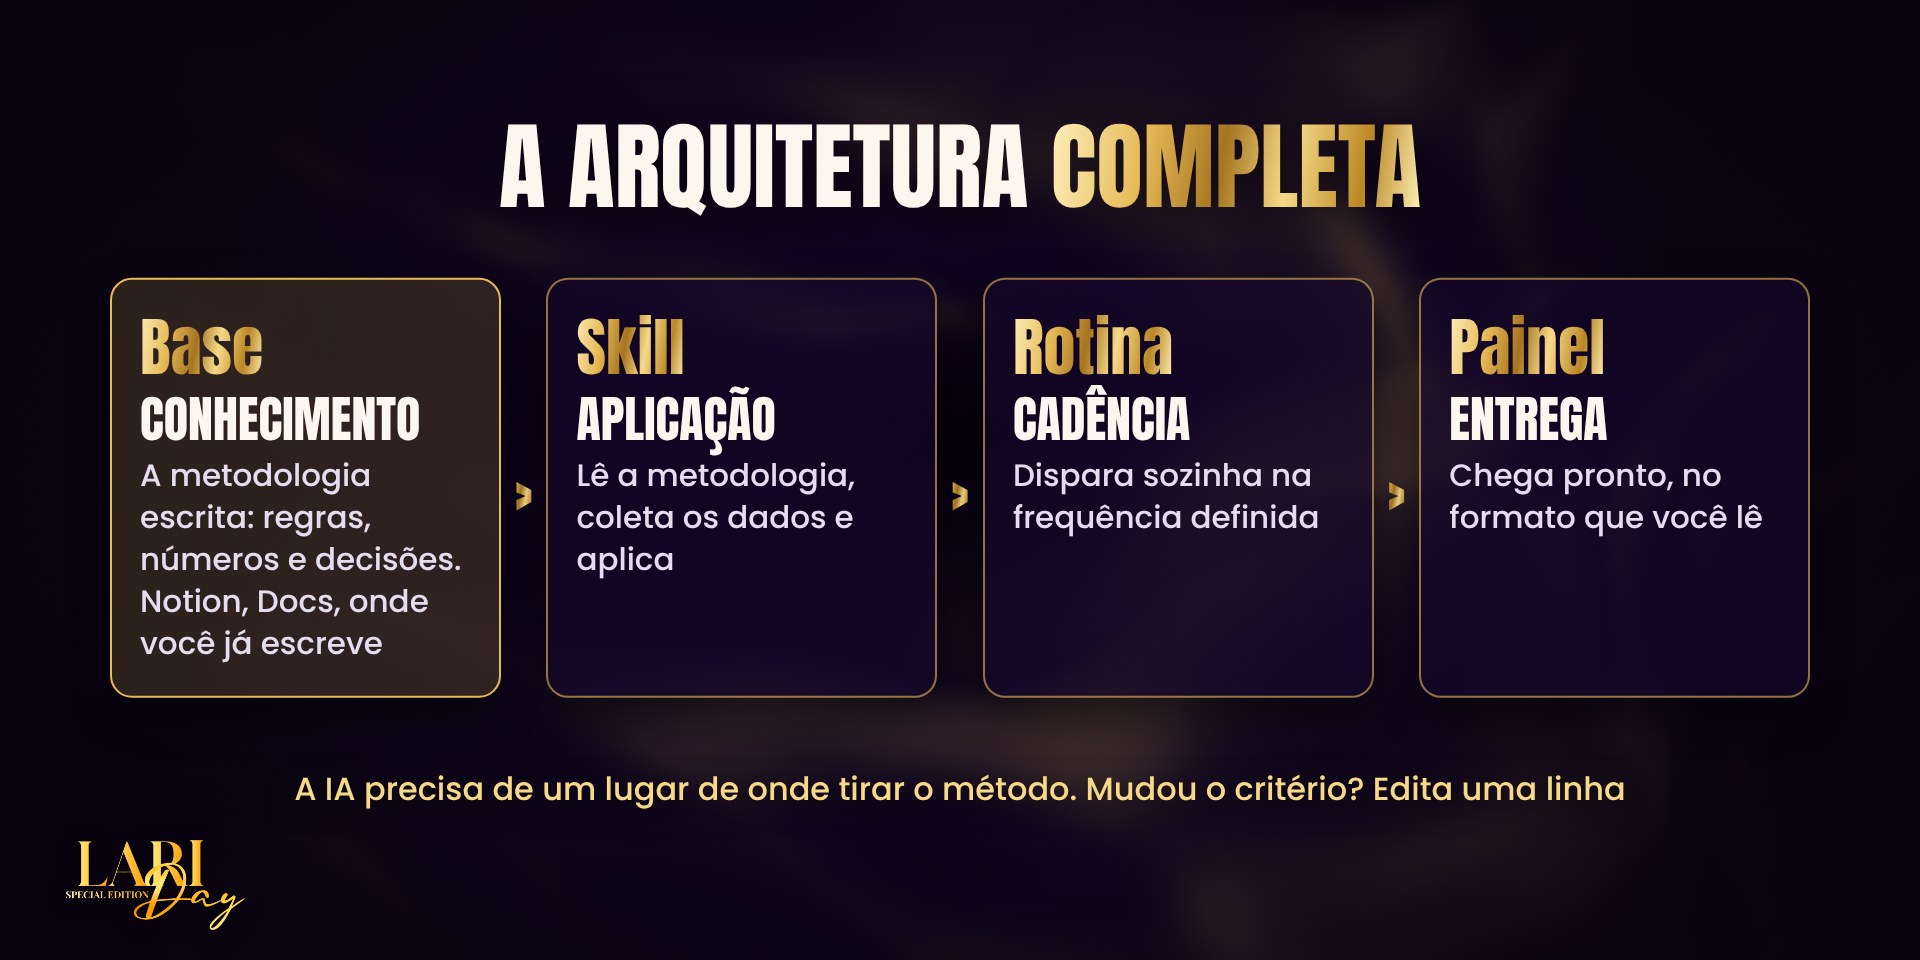 A ARQUITETURA COMPLETA
Base
CONHECIMENTO
A metodologia
escrita: regras,
números e decisões.
Notion, Docs, onde
você já escreve
>
Skill
APLICAÇÃO
Lê a metodologia,
coleta os dados e
aplica
>
Rotina
CADÊNCIA
Dispara sozinha na
frequência definida
>
Painel
ENTREGA
Chega pronto, no
formato que você lê
A IA precisa de um lugar de onde tirar o método. Mudou o critério? Edita uma linha
LABI
SPECIAL EDITION Day